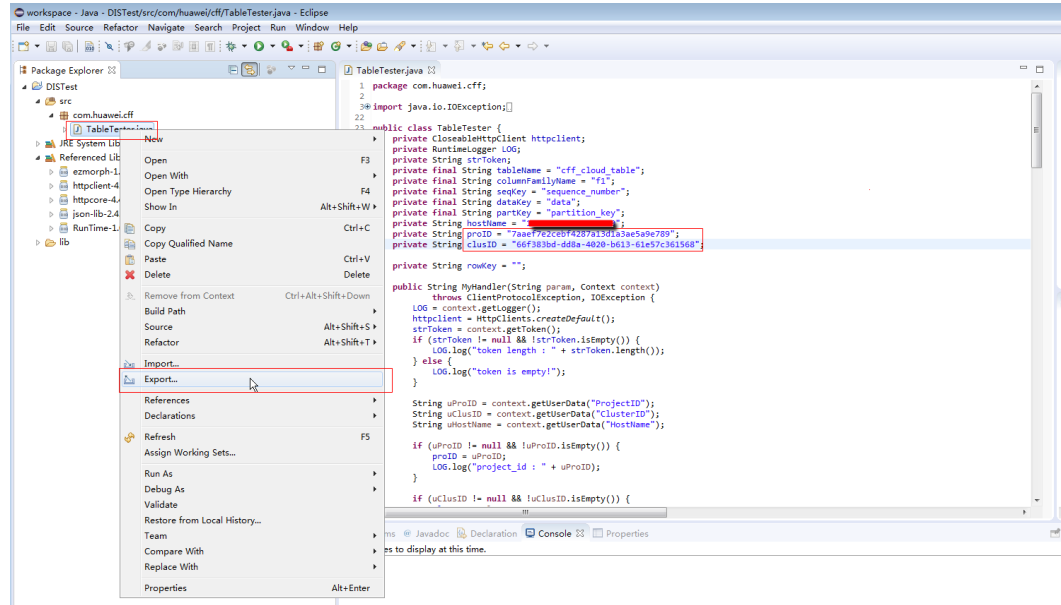 workspace - Java - DISTest/src/com/huawei/cff/TableTester.java - Eclipse
File Edit Source Refactor Navigate Search Project Run Window Help
Package Explorer
DISTest
src
com.huawei.cff
TableTester.java
JRE System Lib
Referenced Lib
ezmorph-1.
httpclient-4
httpcore-4.
json-lib-2.4
RunTime-1.
lib
New
Open F3
Open With
Open Type Hierarchy F4
Show In Alt+Shift+W
Copy Ctrl+C
Copy Qualified Name
Paste Ctrl+V
Delete Delete
Remove from Context Ctrl+Alt+Shift+Down
Build Path
Source Alt+Shift+S
Refactor Alt+Shift+T
Import...
Export...
References
Declarations
Refresh F5
Assign Working Sets...
Run As
Debug As
Validate
Restore from Local History...
Team
Compare With
Replace With
Properties Alt+Enter
TableTester.java
1 package com.huawei.cff;
2
3 import java.io.IOException;
22
23 public class TableTester {
private CloseableHttpClient httpclient;
private RuntimeLogger LOG;
private String strToken;
private final String tableName = "cff_cloud_table";
private final String columnFamilyName = "f1";
private final String seqKey = "sequence_number";
private final String dataKey = "data";
private final String partKey = "partition_key";
private String hostName = "
private String proID = "7aaef7e2cebf4287a13d1a3ae5a9e789";
private String clusID = "66f383bd-dd8a-4020-b613-61e57c361568";
private String rowKey = "";
public String MyHandler(String param, Context context)
throws ClientProtocolException, IOException {
LOG = context.getLogger();
httpclient = HttpClients.createDefault();
strToken = context.getToken();
if (strToken != null && !strToken.isEmpty()) {
LOG.log("token length : " + strToken.length());
} else {
LOG.log("token is empty!");
}
String uProID = context.getUserData("ProjectID");
String uClusID = context.getUserData("ClusterID");
String uHostName = context.getUserData("HostName");
if (uProID != null && !uProID.isEmpty()) {
proID = uProID;
LOG.log("project_id : " + uProID);
}
if (uClusID != null && !uClusID.isEmpty()) {
ms Javadoc Declaration Console Properties
es to display at this time.